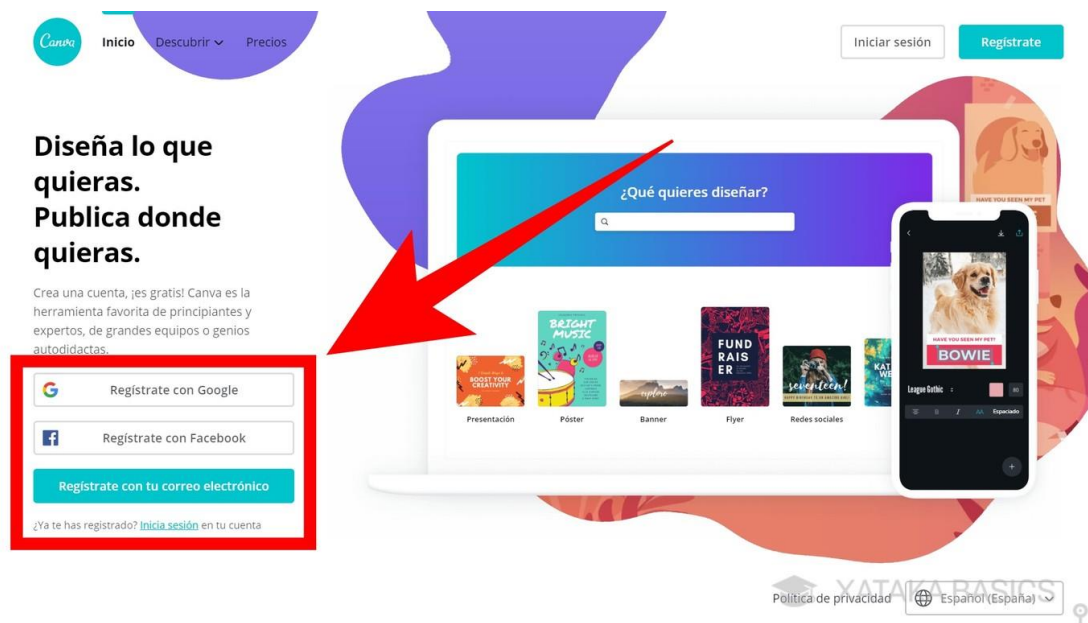 Canva
Inicio
Descubrir
Precios
Iniciar sesión
Regístrate
Diseña lo que
quieras.
Publica donde
quieras.
Crea una cuenta, ¡es gratis! Canva es la
herramienta favorita de principiantes y
expertos, de grandes equipos o genios
autodidactas.
Regístrate con Google
Regístrate con Facebook
Regístrate con tu correo electrónico
¿Ya te has registrado? Inicia sesión en tu cuenta
¿Qué quieres diseñar?
BOOST YOUR
CREATIVITY
BRIGHT
MUSIC
explore
FUND
RAIS
ER
seventeen!
KAT
WE
Presentación
Póster
Banner
Flyer
Redes sociales
HAVE YOU SEEN MY PET
HAVE YOU SEEN MY PET?
BOWIE
League Gothic
B
I
AA
Espaciado
Política de privacidad
Español (España)
XATAKA BASICS